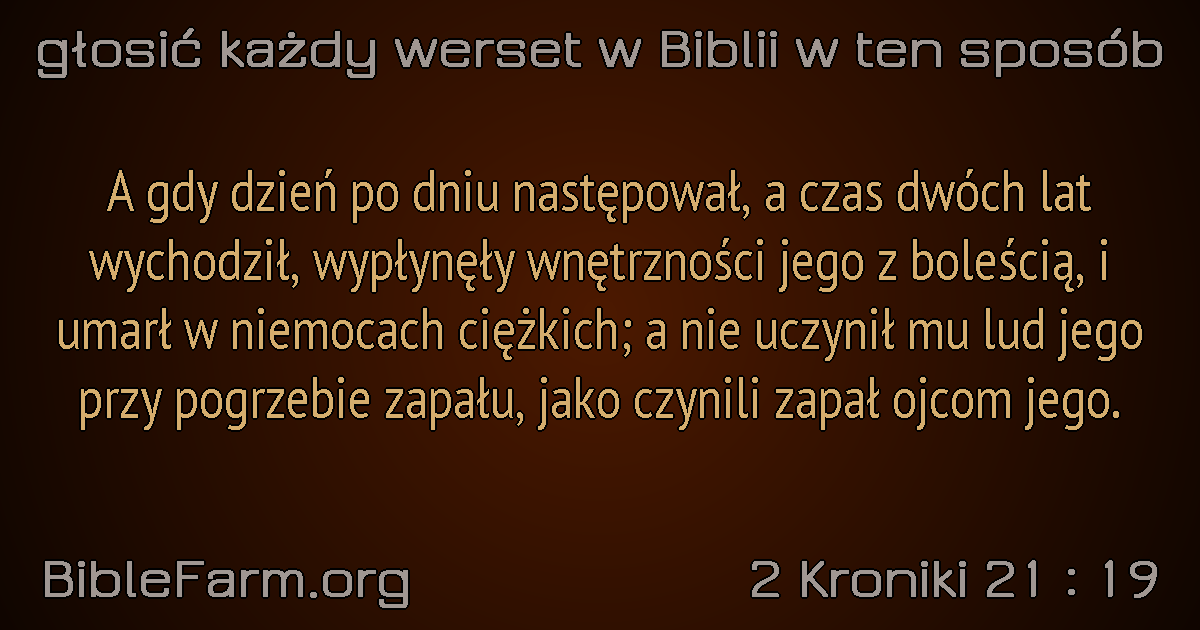 głosić każdy werset w Biblii w ten sposób
A gdy dzień po dniu następował, a czas dwóch lat
wychodził, wypłynęły wnętrzności jego z boleścią, i
umarł w niemocach ciężkich; a nie uczynił mu lud jego
przy pogrzebie zapału, jako czynili zapał ojcom jego.
BibleFarm.org
2 Kroniki 21 : 19